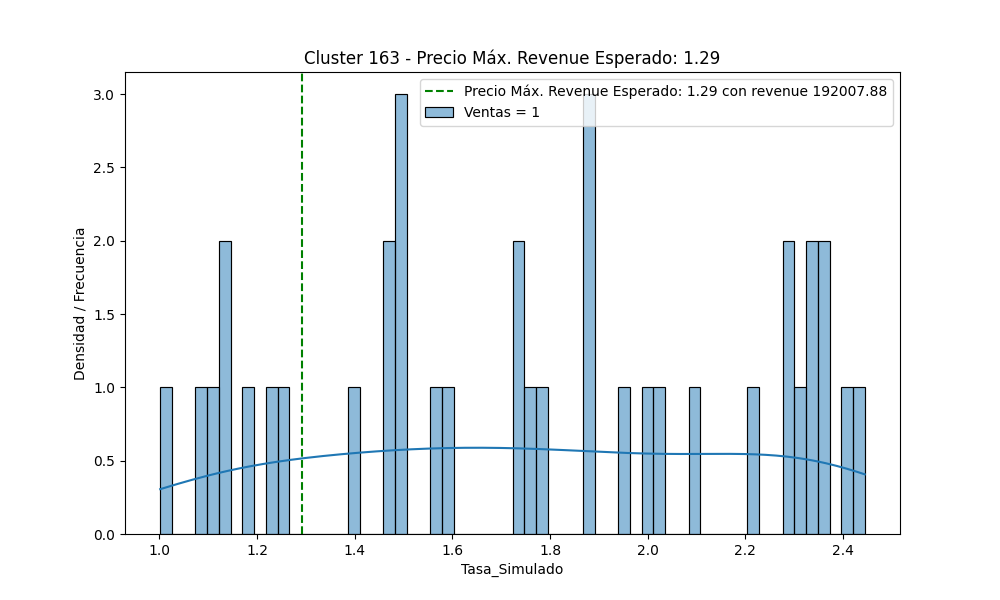 Cluster 163 - Precio Máx. Revenue Esperado: 1.29
Precio Máx. Revenue Esperado: 1.29 con revenue 192007.88
Ventas = 1
Densidad / Frecuencia
3.0
2.5
2.0
1.5
1.0
0.5
0.0
1.0 1.2 1.4 1.6 1.8 2.0 2.2 2.4
Tasa_Simulado